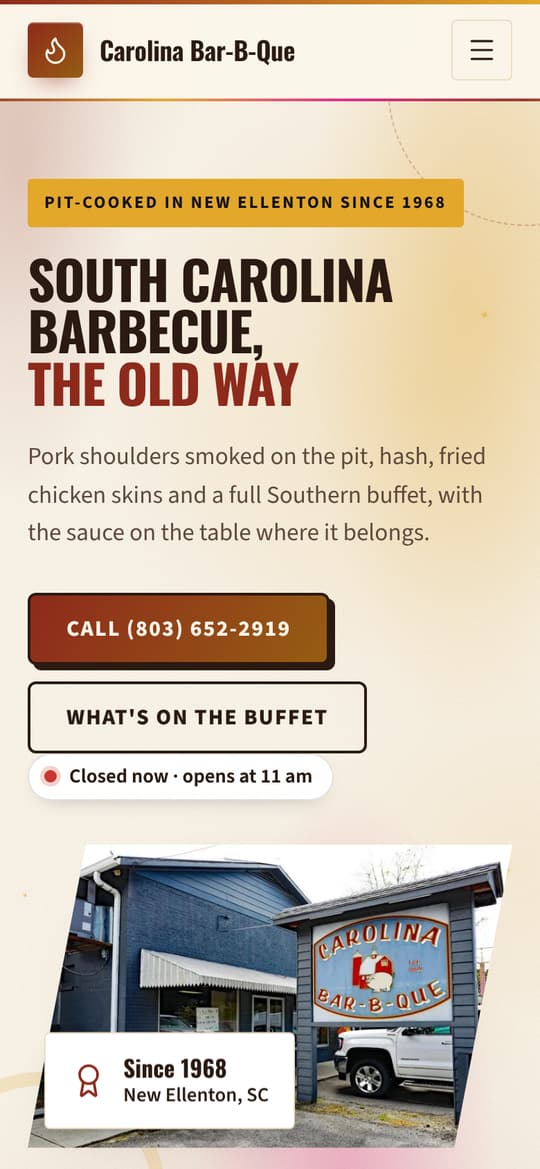 Carolina Bar-B-Que
PIT-COOKED IN NEW ELLENTON SINCE 1968
SOUTH CAROLINA
BARBECUE,
THE OLD WAY
Pork shoulders smoked on the pit, hash, fried
chicken skins and a full Southern buffet, with
the sauce on the table where it belongs.
CALL (803) 652-2919
WHAT'S ON THE BUFFET
Closed now · opens at 11 am
CAROLINA
BAR-B-QUE
Since 1968
New Ellenton, SC